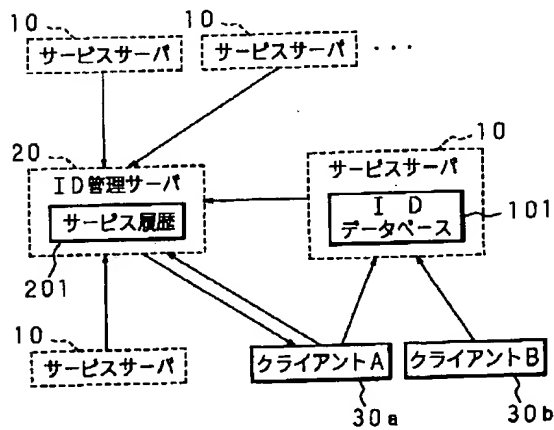 10
サービスサーバ
10
サービスサーバ
・・・
20
ID管理サーバ
サービス履歴
201
10
サービスサーバ
I D
データベース
101
10
サービスサーバ
クライアントA
30a
クライアントB
30b